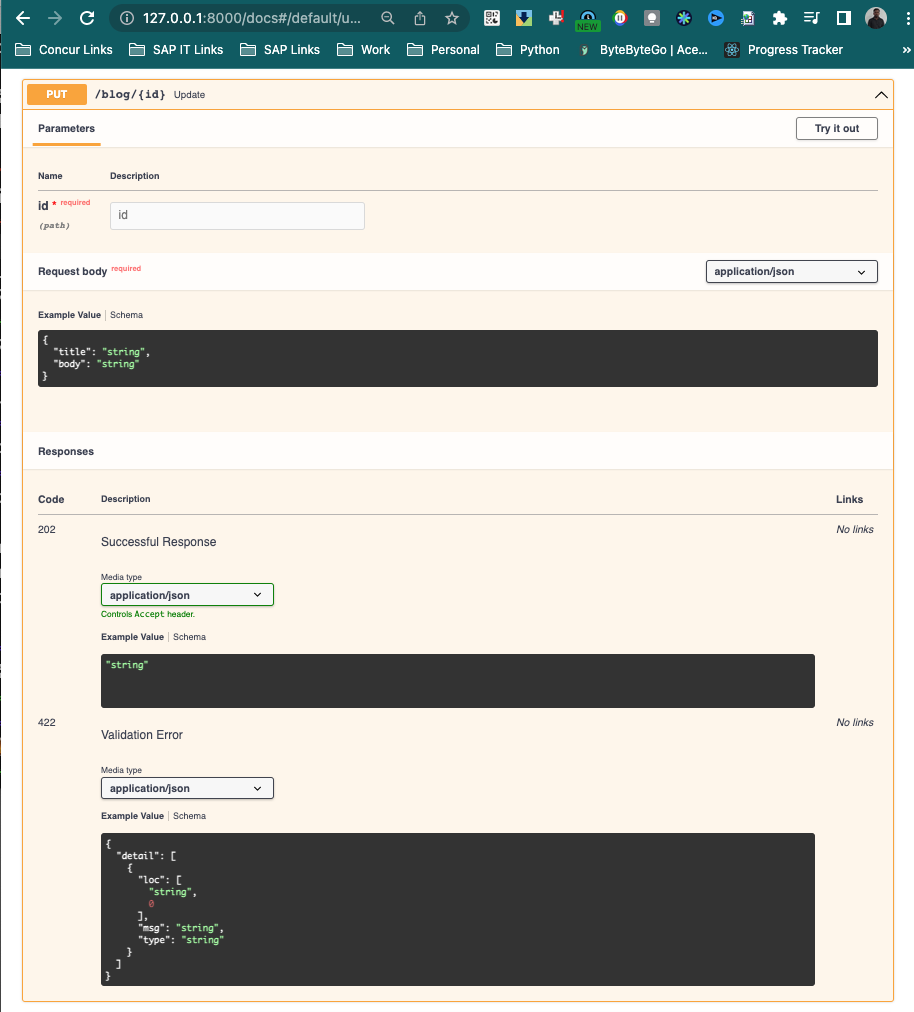 127.0.0.1:8000/docs#/default/u...
NEW
Concur Links
SAP IT Links
SAP Links
Work
Personal
Python
ByteByteGo | Ace...
Progress Tracker
»
PUT /blog/{id} Update
Parameters
Try it out
Name Description
id * required
(path)
id
Request body required
application/json
Example Value | Schema
{
"title": "string",
"body": "string"
}
Responses
Code Description Links
202 No links
Successful Response
Media type
application/json
Controls Accept header.
Example Value | Schema
"string"
422 No links
Validation Error
Media type
application/json
Example Value | Schema
{
"detail": [
{
"loc": [
"string",
0
],
"msg": "string",
"type": "string"
}
]
}